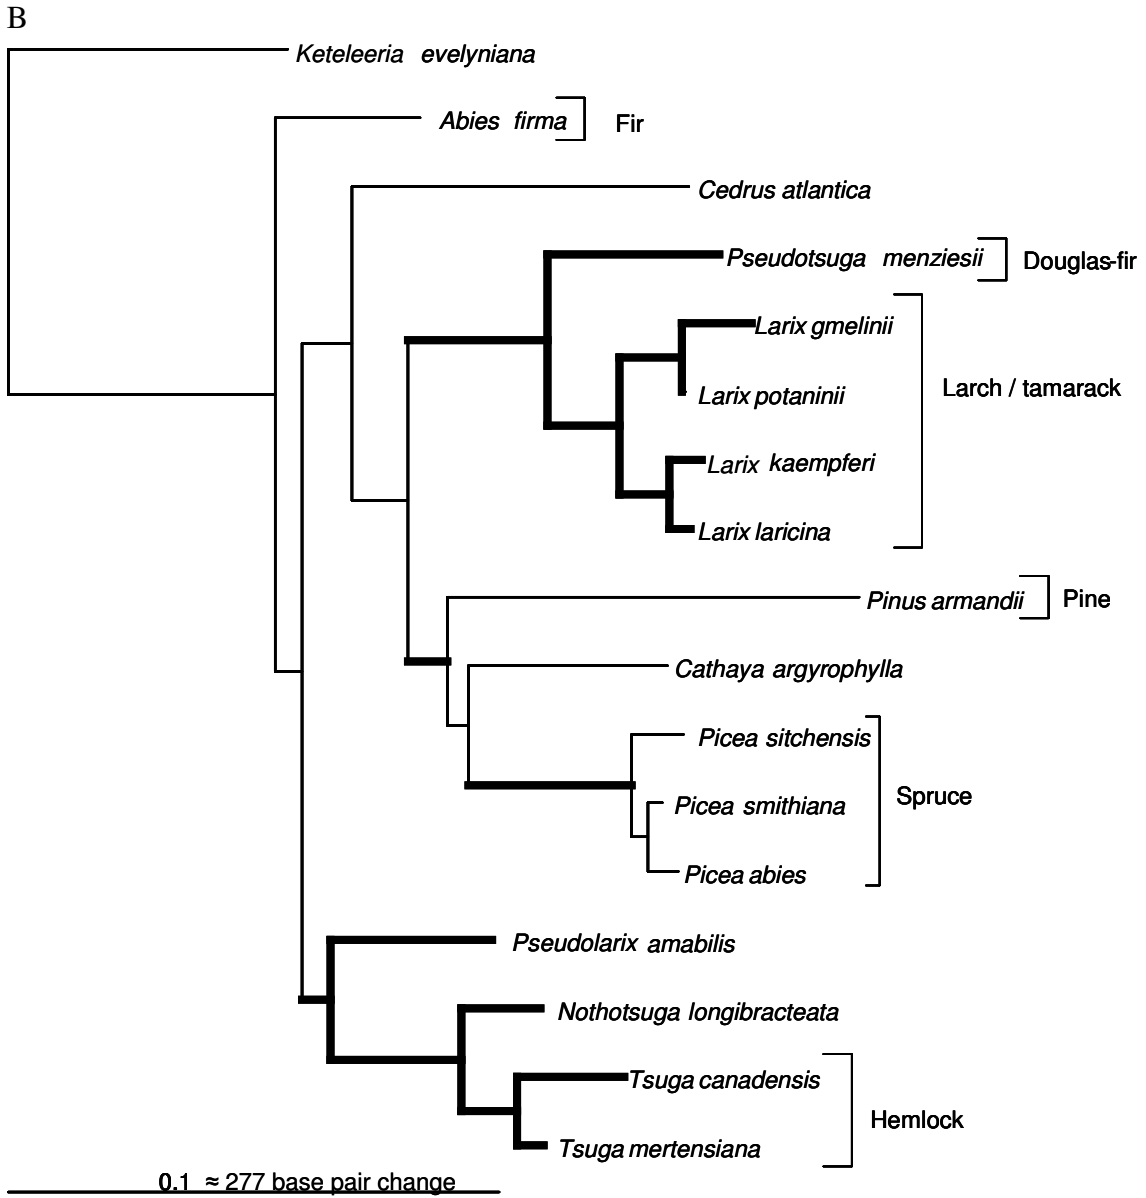 B
Keteleeria evelyniana
Abies firma
Fir
Cedrus atlantica
Pseudotsuga menziesii
Douglas-fir
Larix gmelinii
Larch / tamarack
Larix potaninii
Larix kaempferi
Larix laricina
Pinus armandii
Pine
Cathaya argyrophylla
Picea sitchensis
Spruce
Picea smithiana
Picea abies
Pseudolarix amabilis
Nothotsuga longibracteata
Tsuga canadensis
Hemlock
Tsuga mertensiana
0.1 ≈ 277 base pair change